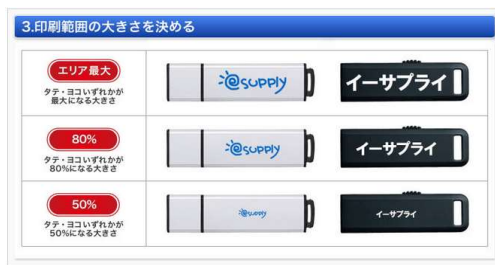 3.印刷範囲の大きさを決める
エリア最大
タテ・ヨコいずれかが
最大になる大きさ
esupply
イーサプライ
80%
タテ・ヨコいずれかが
80%になる大きさ
esupply
イーサプライ
50%
タテ・ヨコいずれかが
50%になる大きさ
esupply
イーサプライ